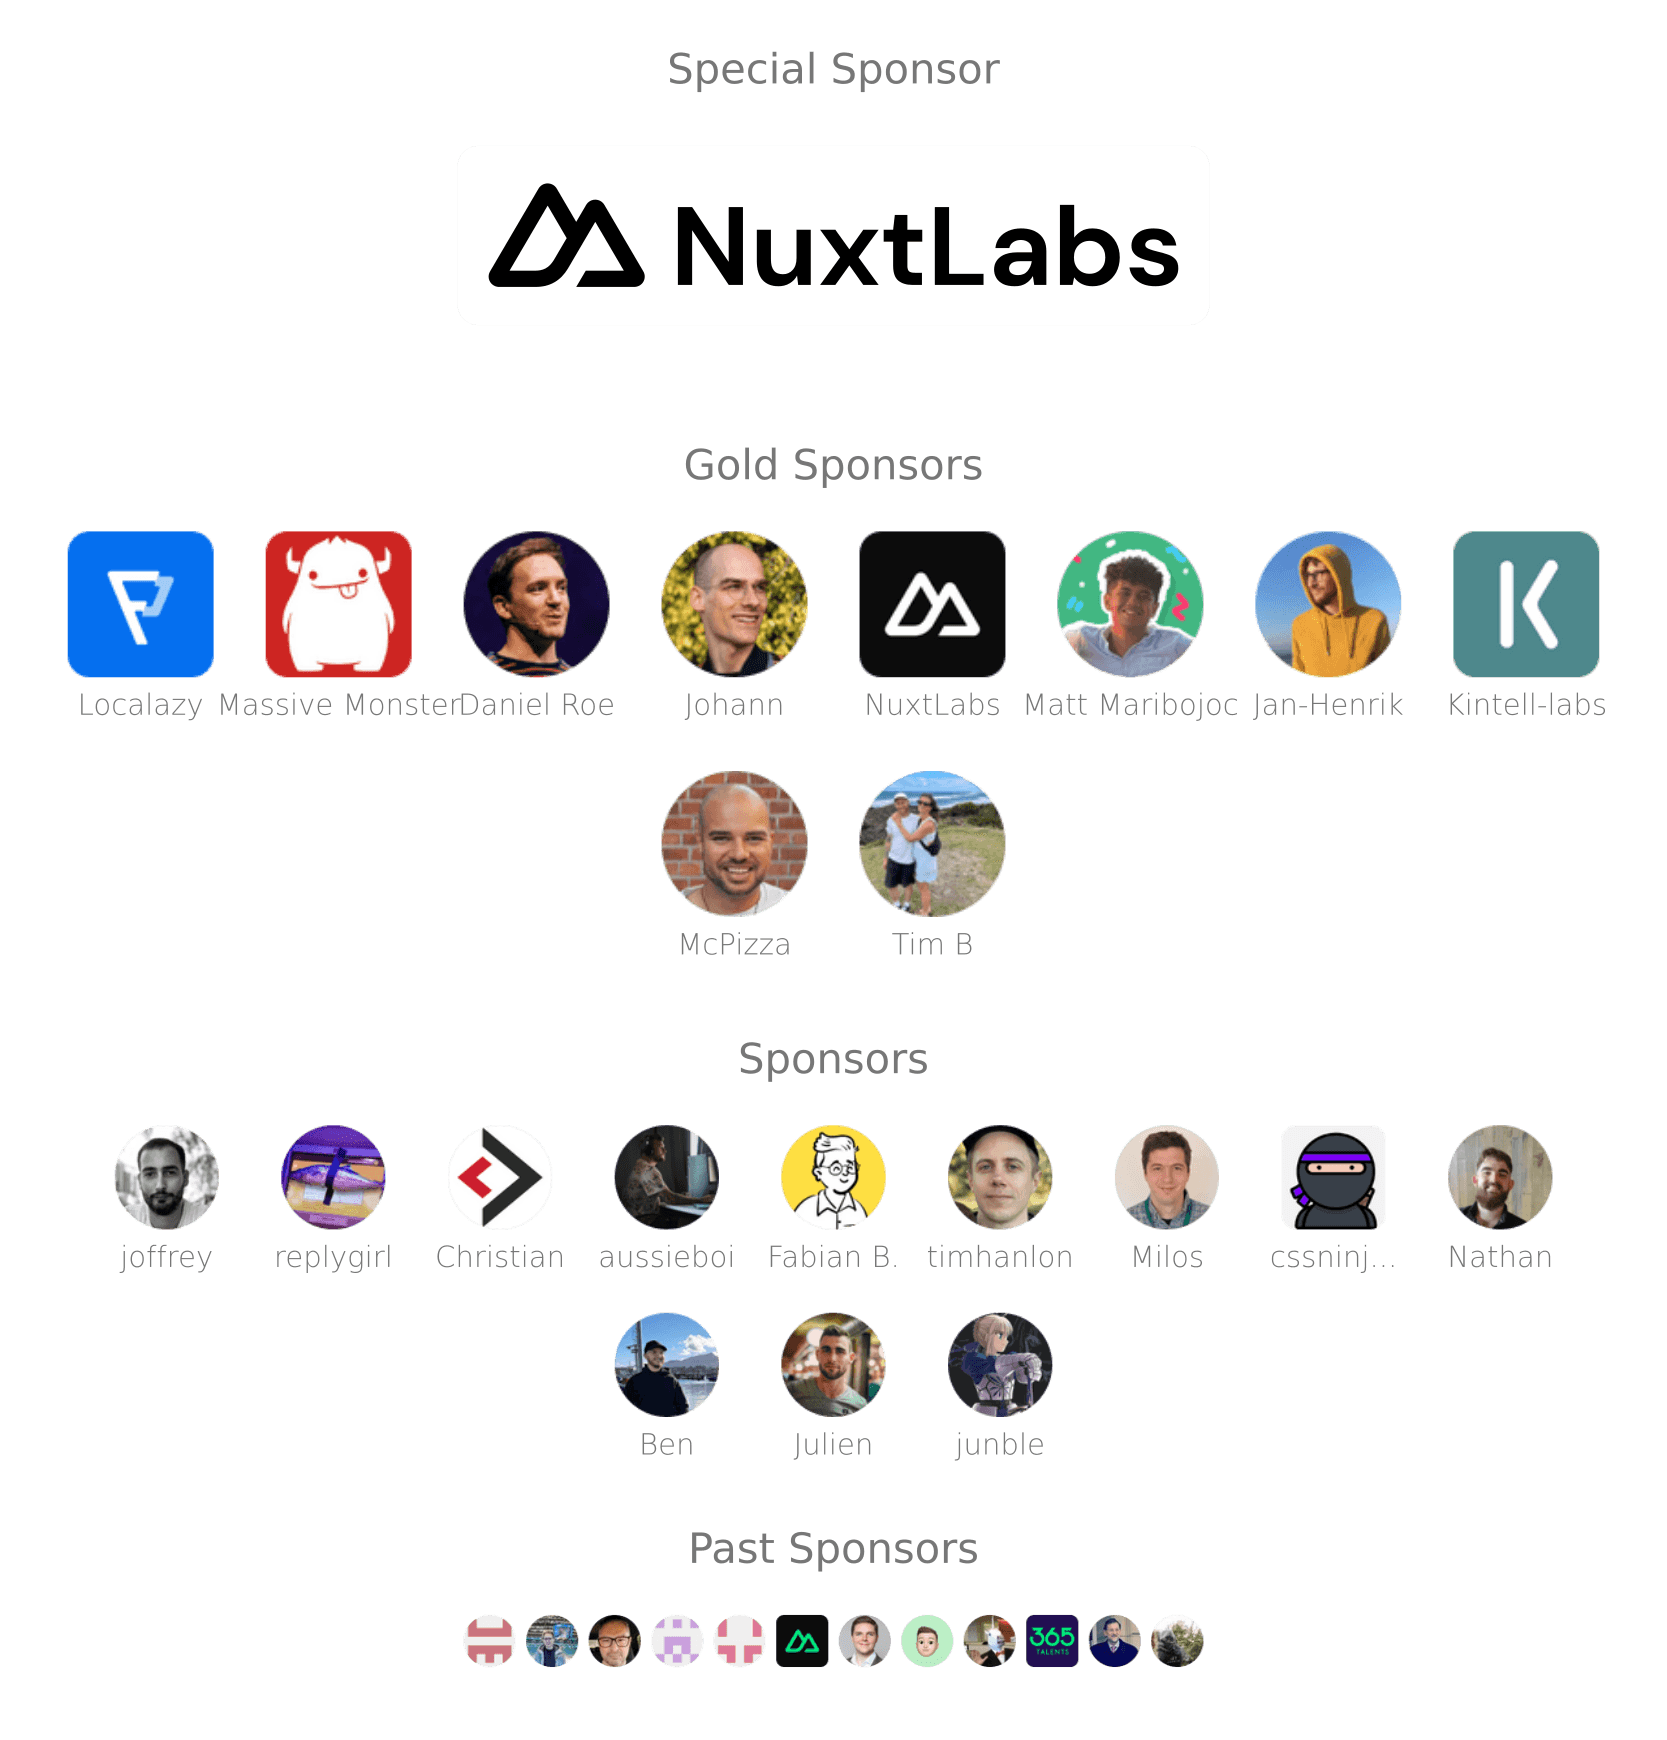 Special Sponsor
NuxtLabs
Gold Sponsors
Localazy Massive Monster Daniel Roe Johann NuxtLabs Matt Maribojoc Jan-Henrik Kintell-labs
McPizza Tim B
Sponsors
joffrey replygirl Christian aussieboi Fabian B. timhanlon Milos cssninj... Nathan
Ben Julien junble
Past Sponsors
365
TALENTS